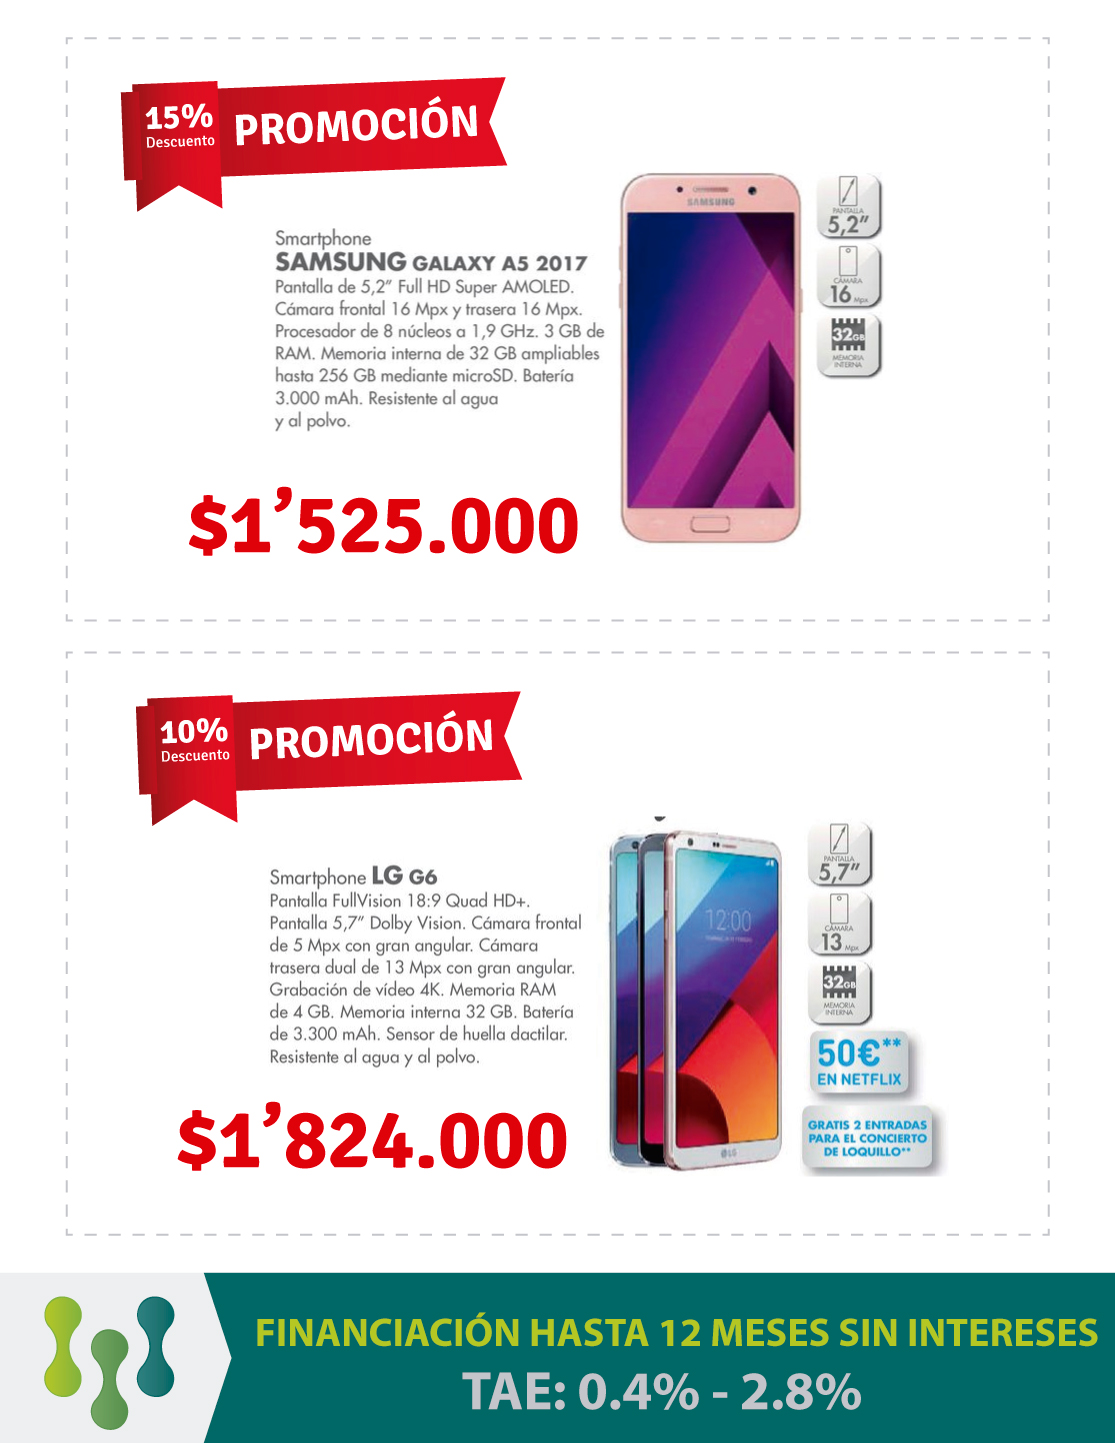 15%
Descuento
PROMOCIÓN
Smartphone
SAMSUNG GALAXY A5 2017
Pantalla de 5,2” Full HD Super AMOLED.
Cámara frontal 16 Mpx y trasera 16 Mpx.
Procesador de 8 núcleos a 1,9 GHz. 3 GB de
RAM. Memoria interna de 32 GB ampliables
hasta 256 GB mediante microSD. Batería
3.000 mAh. Resistente al agua
y al polvo.
$1’525.000
SAMSUNG
PANTALLA
5,2”
CÁMARA
16 Mpx
32GB
MEMORIA
INTERNA
10%
Descuento
PROMOCIÓN
Smartphone LG G6
Pantalla FullVision 18:9 Quad HD+.
Pantalla 5,7” Dolby Vision. Cámara frontal
de 5 Mpx con gran angular. Cámara
trasera dual de 13 Mpx con gran angular.
Grabación de vídeo 4K. Memoria RAM
de 4 GB. Memoria interna 32 GB. Batería
de 3.300 mAh. Sensor de huella dactilar.
Resistente al agua y al polvo.
$1’824.000
12:00
LG
PANTALLA
5,7”
CÁMARA
13 Mpx
32GB
MEMORIA
INTERNA
50€**
EN NETFLIX
GRATIS 2 ENTRADAS
PARA EL CONCIERTO
DE LOQUILLO**
FINANCIACIÓN HASTA 12 MESES SIN INTERESES
TAE: 0.4% - 2.8%